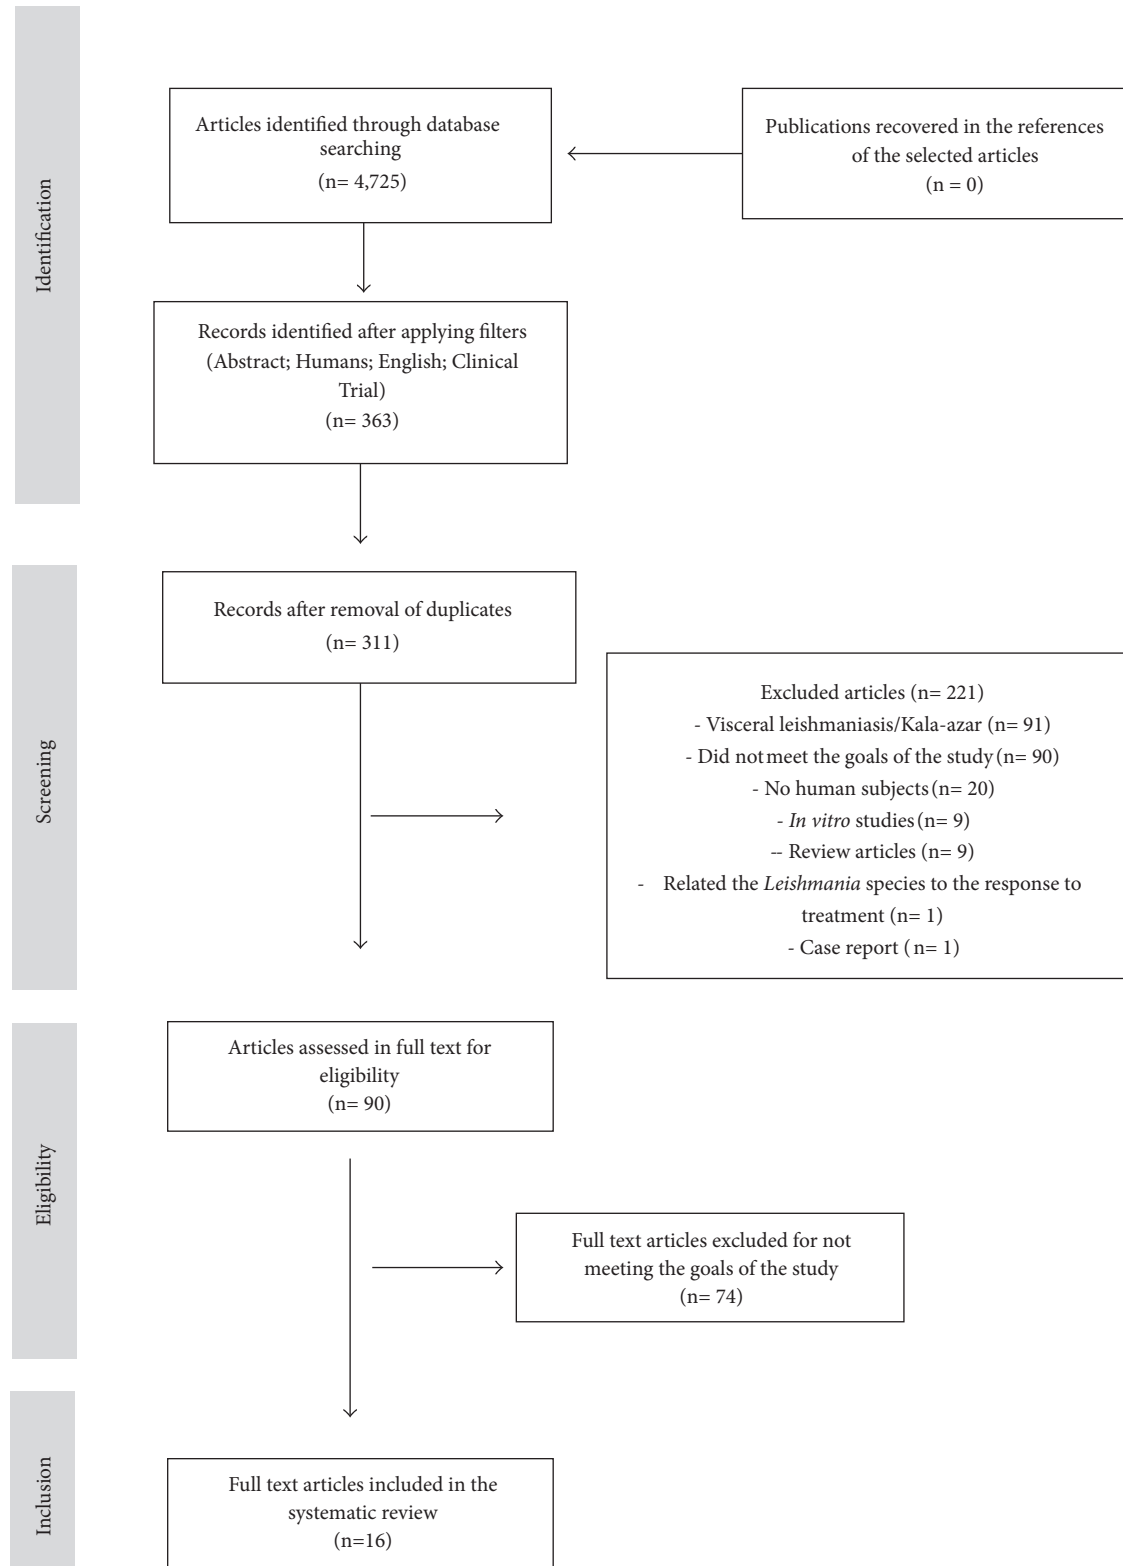 Identification
Articles identified through database
searching
(n= 4,725)
Publications recovered in the references
of the selected articles
(n = 0)
Records identified after applying filters
(Abstract; Humans; English; Clinical
Trial)
(n= 363)
Screening
Records after removal of duplicates
(n= 311)
Excluded articles (n= 221)
- Visceral leishmaniasis/Kala-azar (n= 91)
- Did not meet the goals of the study (n= 90)
- No human subjects (n= 20)
- In vitro studies (n= 9)
-- Review articles (n= 9)
- Related the Leishmania species to the response to
treatment (n= 1)
- Case report ( n= 1)
Eligibility
Articles assessed in full text for
eligibility
(n= 90)
Full text articles excluded for not
meeting the goals of the study
(n= 74)
Inclusion
Full text articles included in the
systematic review
(n=16)